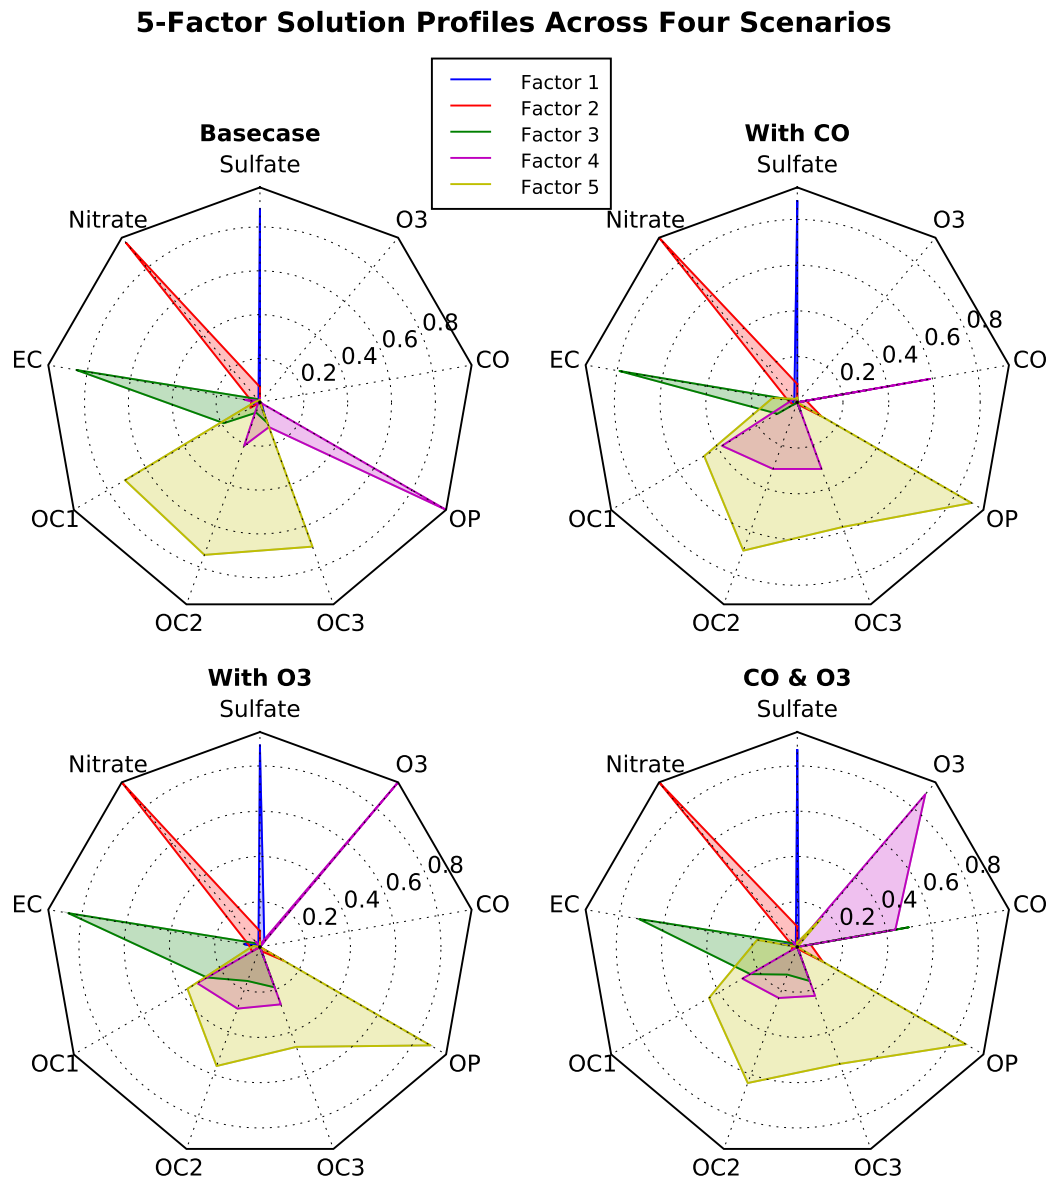 5-Factor Solution Profiles Across Four Scenarios
Factor 1
Factor 2
Factor 3
Factor 4
Factor 5
Basecase
Sulfate
Nitrate
O3
EC
CO
0.2
0.4
0.6
0.8
OC1
OP
OC2
OC3
With CO
Sulfate
Nitrate
O3
EC
CO
0.2
0.4
0.6
0.8
OC1
OP
OC2
OC3
With O3
Sulfate
Nitrate
O3
EC
CO
0.2
0.4
0.6
0.8
OC1
OP
OC2
OC3
CO & O3
Sulfate
Nitrate
O3
EC
CO
0.2
0.4
0.6
0.8
OC1
OP
OC2
OC3